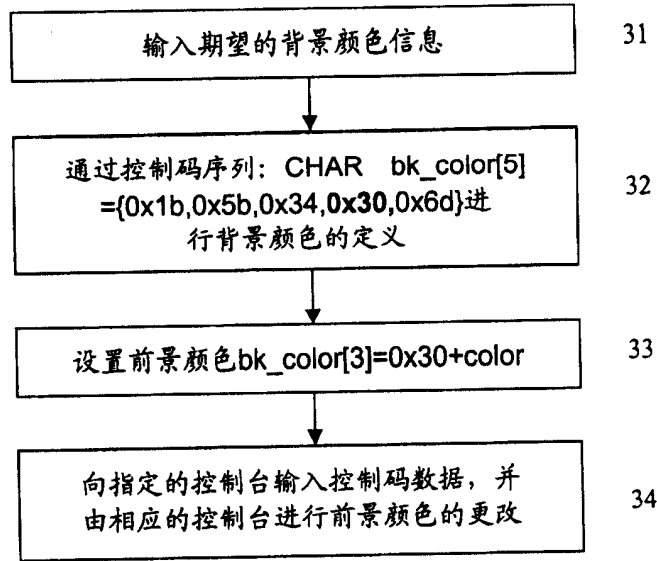 输入期望的背景颜色信息
31
通过控制码序列：CHAR bk_color[5]
={0x1b,0x5b,0x34,0x30,0x6d}进
行背景颜色的定义
32
设置前景颜色bk_color[3]=0x30+color
33
向指定的控制台输入控制码数据，并
由相应的控制台进行前景颜色的更改
34